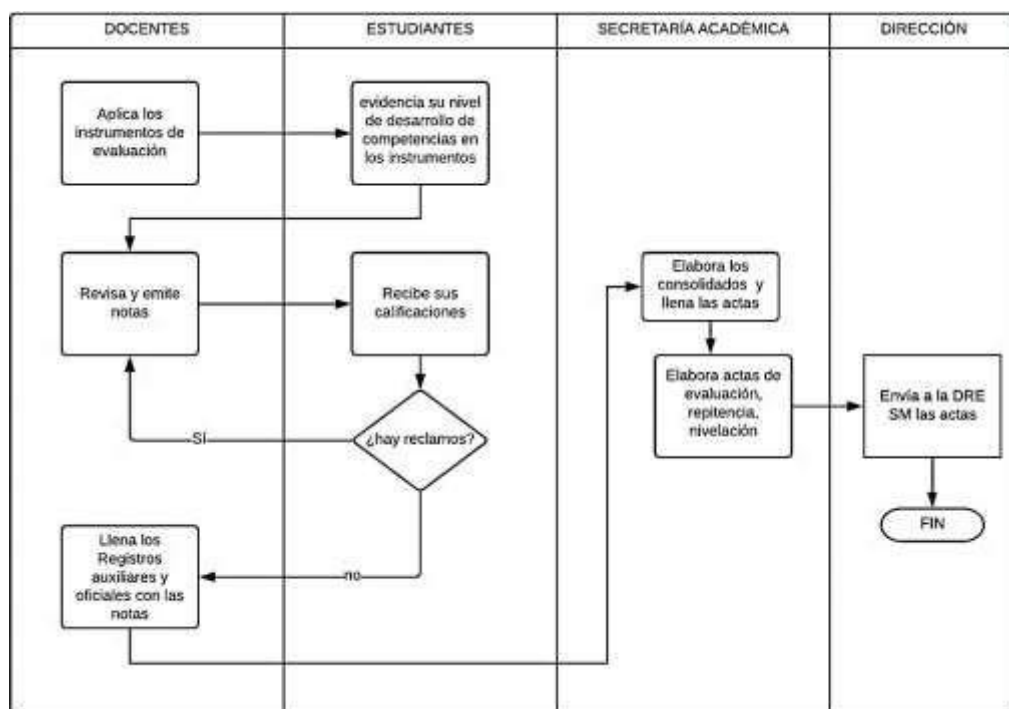 DOCENTES
ESTUDIANTES
SECRETARÍA ACADÉMICA
DIRECCIÓN
Aplica los
instrumentos de
evaluación
evidencia su nivel
de desarrollo de
competencias en
los instrumentos
Revisa y emite
notas
Recibe sus
calificaciones
¿hay reclamos?
Sí
no
Llena los
Registros
auxiliares y
oficiales con las
notas
Elabora los
consolidados y
llena las actas
Elabora actas de
evaluación,
repitencia,
nivelación
Envía a la DRE
SM las actas
FIN